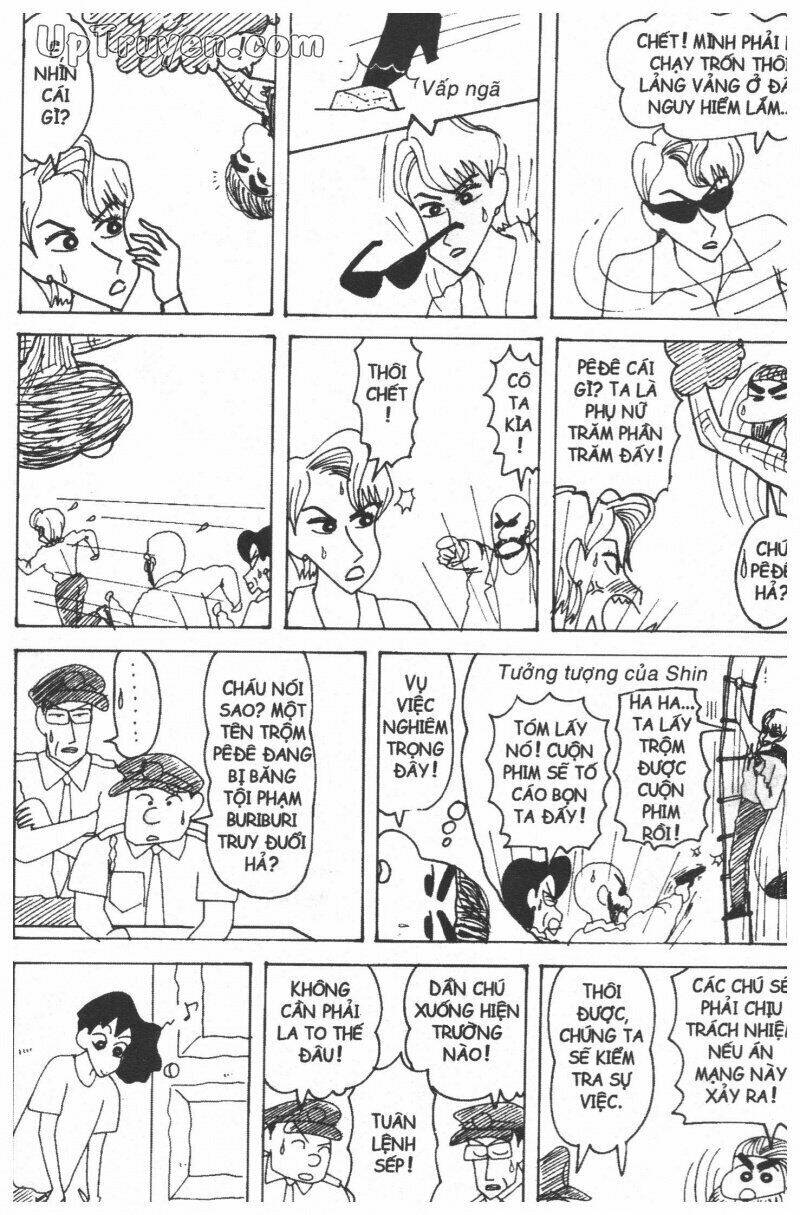 UpTruyen.com
CHẾT! MÌNH PHẢI
CHẠY TRỐN THÔI
LẢNG VẢNG Ở
NGUY HIỂM LẮM..
Vấp ngã
NHÌN
CÁI
GÌ?
CHÚ
PÊĐÊ
HẢ?
PÊĐÊ CÁI
GÌ? TA LÀ
PHỤ NỮ
TRĂM PHẦN
TRĂM ĐẤY!
CÔ
TA
KÌA!
THÔI
CHẾT
!
Tưởng tượng của Shin
HA HA...
TA LẤY
TRỘM
ĐƯỢC
CUỘN
PHIM
RỒI!
TÓM LẤY
NÓ! CUỘN
PHIM SẼ TỐ
CÁO BỌN
TA ĐẤY!
VỤ
VIỆC
NGHIÊM
TRỌNG
ĐÂY!
CHÁU NÓI
SAO? MỘT
TÊN TRỘM
PÊĐÊ ĐANG
BỊ BĂNG
TỘI PHẠM
BURIBURI
TRUY ĐUỔI
HẢ?
CÁC CHÚ SẼ
PHẢI CHỊU
TRÁCH NHIỆM
NẾU ÁN
MẠNG NÀY
XẢY RA!
THÔI
ĐƯỢC,
CHÚNG TA
SẼ KIỂM
TRA SỰ
VIỆC.
DẪN CHÚ
XUỐNG HIỆN
TRƯỜNG
NÀO!
TUÂN
LỆNH
SẾP!
KHÔNG
CẦN PHẢI
LA TO THẾ
ĐÂU!